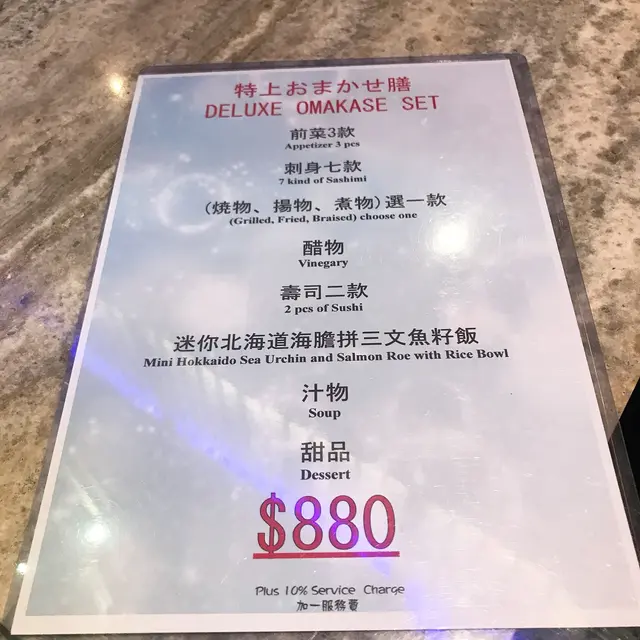 特上おまかせ膳
DELUXE OMAKASE SET
前菜3款
Appetizer 3 pcs
刺身七款
7 kind of Sashimi
(燒物、揚物、煮物)選一款
(Grilled, Fried, Braised) choose one
醋物
Vinegary
壽司二款
2 pcs of Sushi
迷你北海道海膽拼三文魚籽飯
Mini Hokkaido Sea Urchin and Salmon Roe with Rice Bowl
汁物
Soup
甜品
Dessert
$880
Plus 10% Service Charge
加一服務費